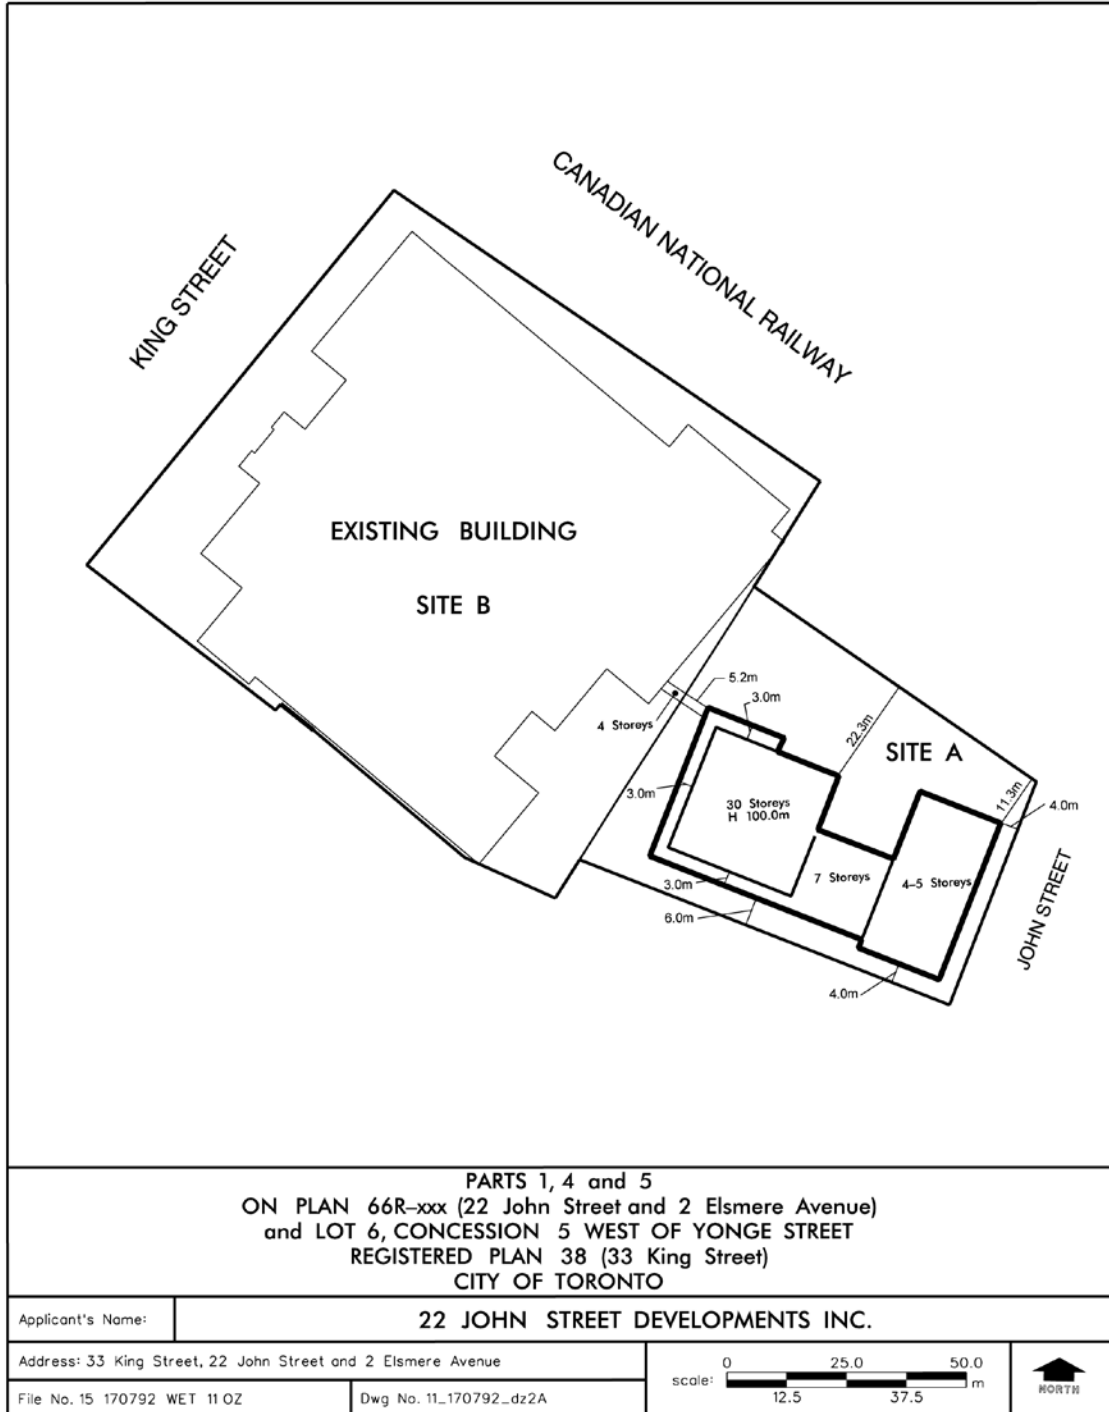 CANADIAN NATIONAL RAILWAY
KING STREET
EXISTING BUILDING
SITE B
5.2m
3.0m
4 Storeys
22.3m
SITE A
3.0m
30 Storeys
H 100.0m
11.3m
4.0m
3.0m
7 Storeys
4-5 Storeys
6.0m
JOHN STREET
4.0m
PARTS 1, 4 and 5
ON PLAN 66R-xxx (22 John Street and 2 Elsmere Avenue)
and LOT 6, CONCESSION 5 WEST OF YONGE STREET
REGISTERED PLAN 38 (33 King Street)
CITY OF TORONTO
Applicant's Name:
22 JOHN STREET DEVELOPMENTS INC.
Address: 33 King Street, 22 John Street and 2 Elsmere Avenue
File No. 15 170792 WET 11 OZ
Dwg No. 11_170792_dz2A
0 25.0 50.0
scale: m
12.5 37.5
NORTH